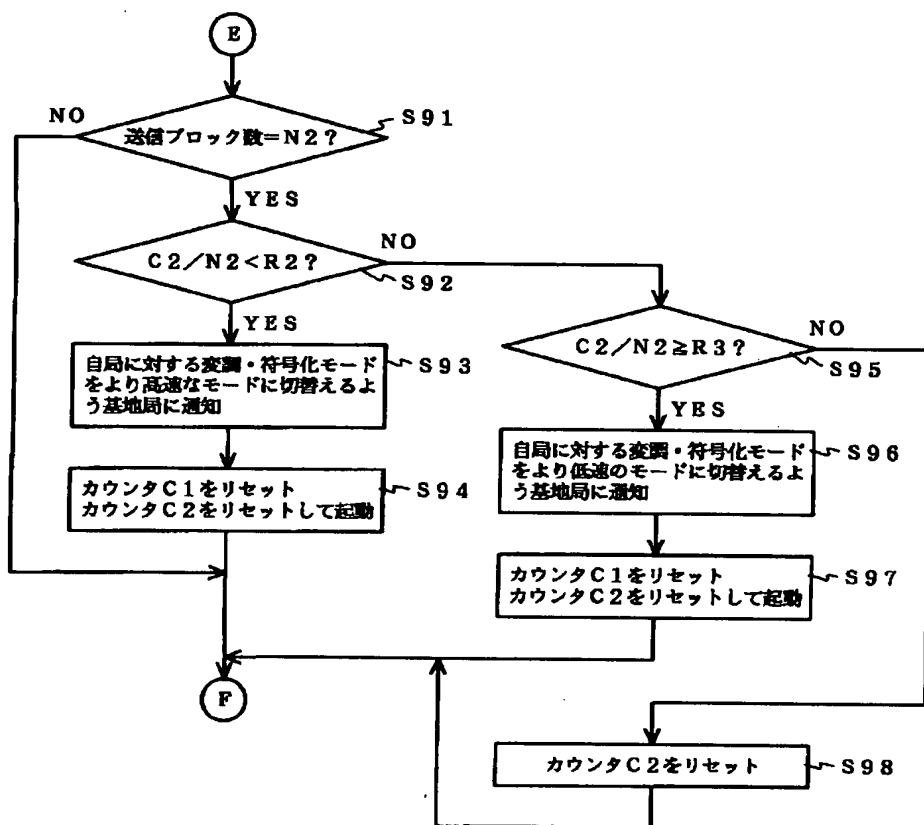 E
NO
送信ブロック数=N2?
S91
YES
C2/N2<R2?
NO
S92
YES
自局に対する変調・符号化モード
をより高速なモードに切替えるよ
う基地局に通知
S93
C2/N2≧R3?
NO
S95
YES
カウンタC1をリセット
カウンタC2をリセットして起動
S94
自局に対する変調・符号化モード
をより低速のモードに切替えるよ
う基地局に通知
S96
カウンタC1をリセット
カウンタC2をリセットして起動
S97
F
カウンタC2をリセット
S98